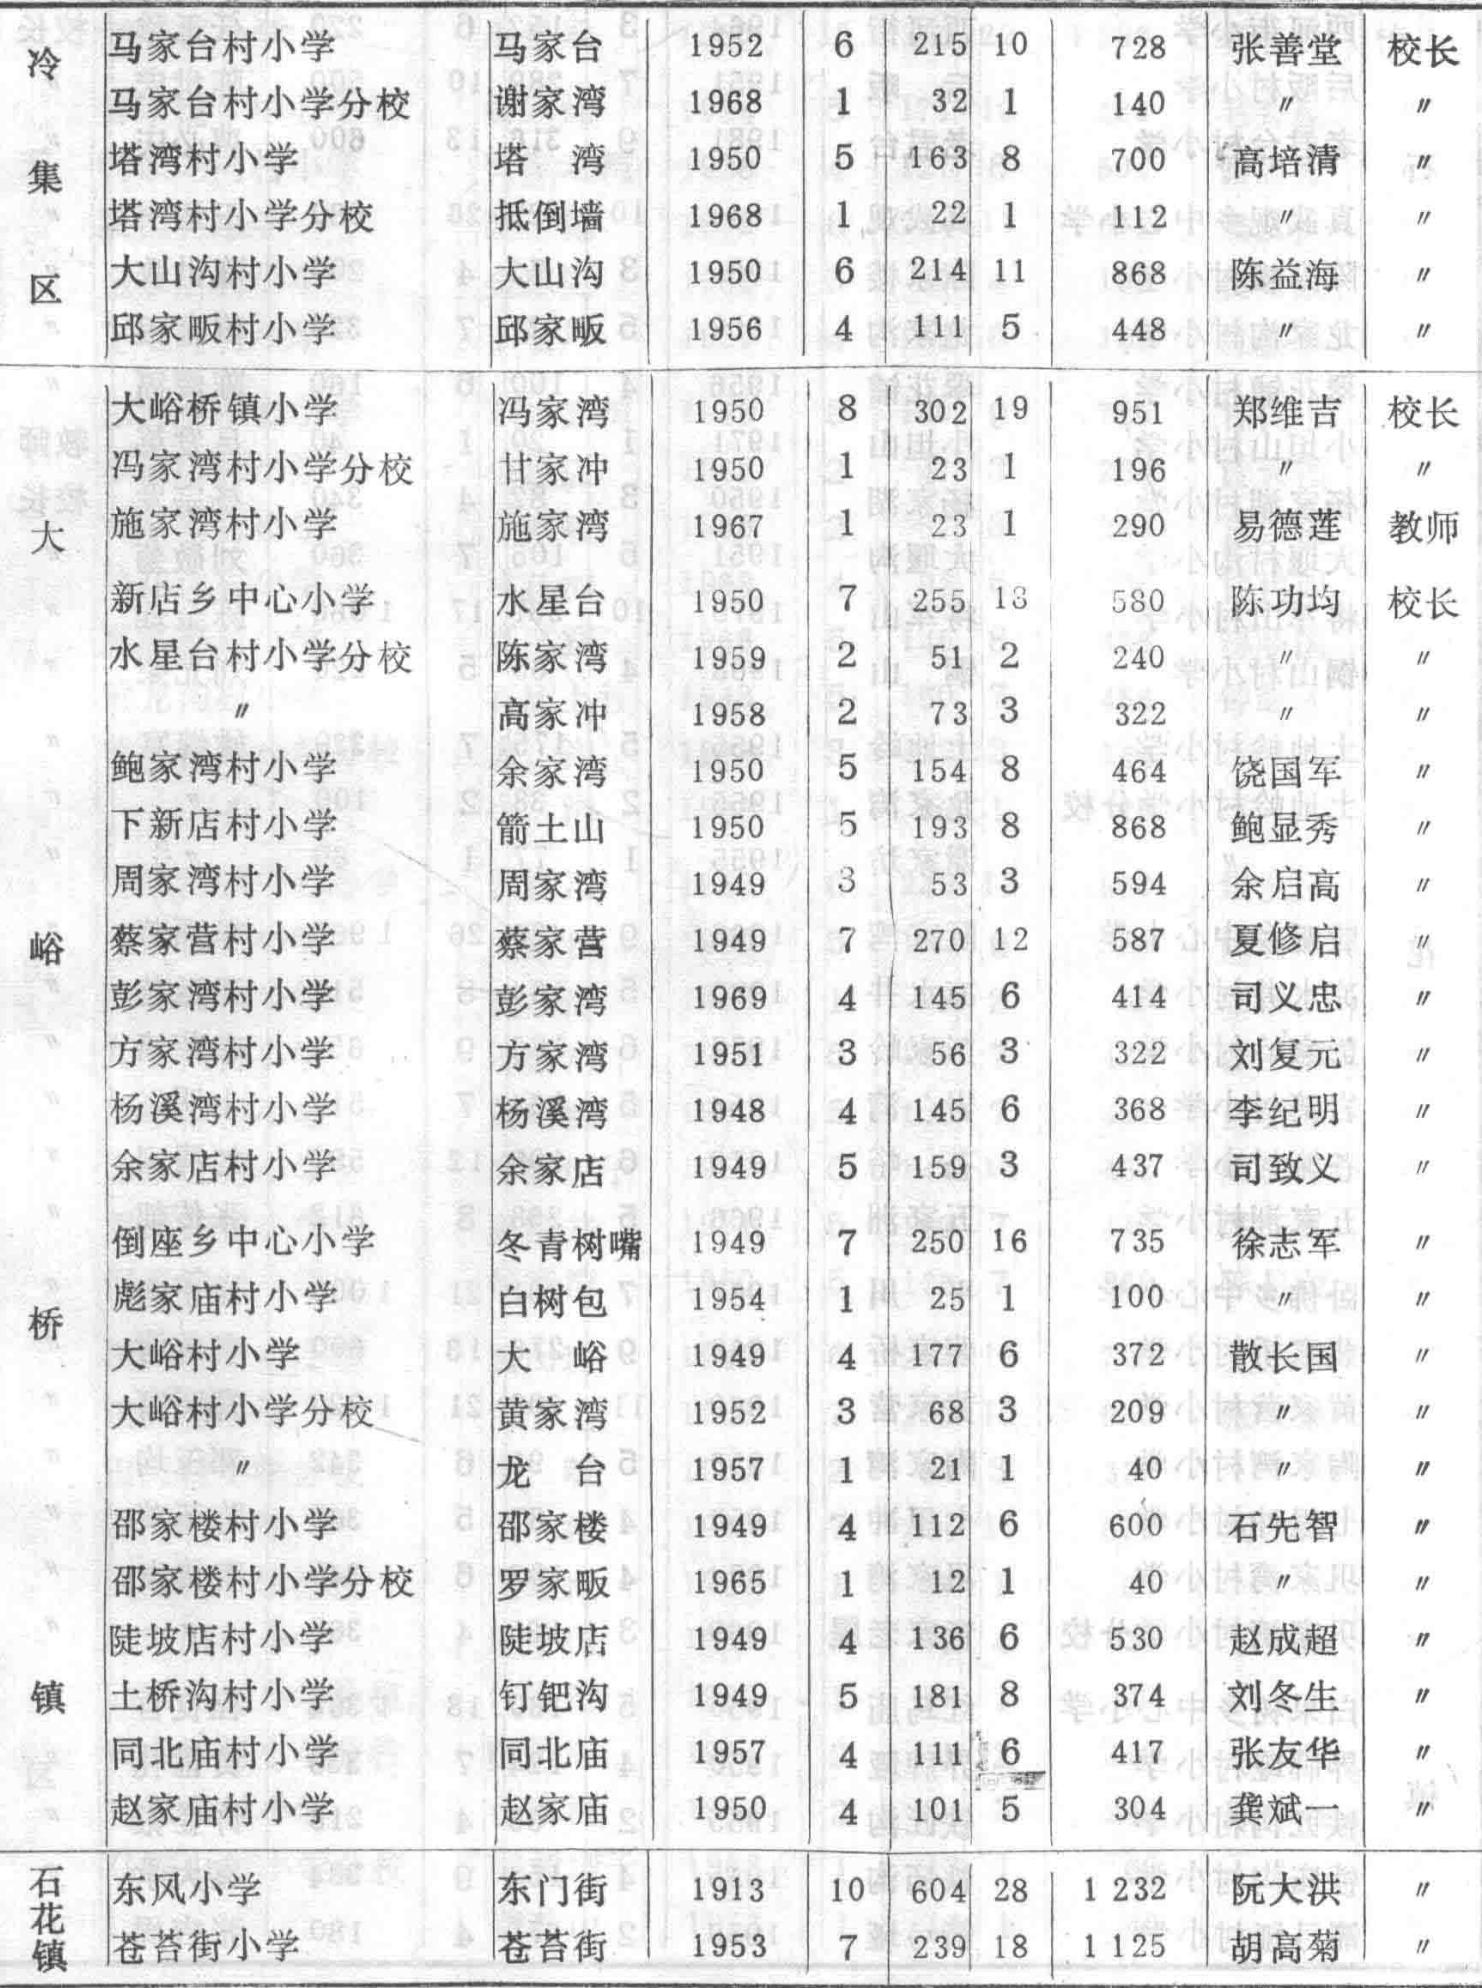 冷集区
马家台村小学 马家台 1952 6 215 10 728 张善堂 校长
马家台村小学分校 谢家湾 1968 1 32 1 140 〃 〃
塔湾村小学 塔 湾 1950 5 163 8 700 高培清 〃
塔湾村小学分校 抵倒墙 1968 1 22 1 112 〃 〃
大山沟村小学 大山沟 1950 6 214 11 868 陈益海 〃
邱家畈村小学 邱家畈 1956 4 111 5 448 〃 〃
大峪桥镇
大峪桥镇小学 冯家湾 1950 8 302 19 951 郑维吉 校长
冯家湾村小学分校 甘家冲 1950 1 23 1 196 〃 〃
施家湾村小学 施家湾 1967 1 23 1 290 易德莲 教师
新店乡中心小学 水星台 1950 7 255 13 580 陈功均 校长
水星台村小学分校 陈家湾 1959 2 51 2 240 〃 〃
〃 高家冲 1958 2 73 3 322 〃 〃
鲍家湾村小学 余家湾 1950 5 154 8 464 饶国军 〃
下新店村小学 箭土山 1950 5 193 8 868 鲍显秀 〃
周家湾村小学 周家湾 1949 3 53 3 594 余启高 〃
蔡家营村小学 蔡家营 1949 7 270 12 587 夏修启 〃
彭家湾村小学 彭家湾 1969 4 145 6 414 司义忠 〃
方家湾村小学 方家湾 1951 3 56 3 322 刘复元 〃
杨溪湾村小学 杨溪湾 1948 4 145 6 368 李纪明 〃
余家店村小学 余家店 1949 5 159 3 437 司致义 〃
倒座乡中心小学 冬青树嘴 1949 7 250 16 735 徐志军 〃
彪家庙村小学 白树包 1954 1 25 1 100 〃 〃
大峪村小学 大 峪 1949 4 177 6 372 散长国 〃
大峪村小学分校 黄家湾 1952 3 68 3 209 〃 〃
〃 龙 台 1957 1 21 1 40 〃 〃
邵家楼村小学 邵家楼 1949 4 112 6 600 石先智 〃
邵家楼村小学分校 罗家畈 1965 1 12 1 40 〃 〃
陡坡店村小学 陡坡店 1949 4 136 6 530 赵成超 〃
土桥沟村小学 钉钯沟 1949 5 181 8 374 刘冬生 〃
同北庙村小学 同北庙 1957 4 111 6 417 张友华 〃
赵家庙村小学 赵家庙 1950 4 101 5 304 龚斌一 〃
石花镇
东风小学 东门街 1913 10 604 28 1 232 阮大洪 〃
苍苔街小学 苍苔街 1953 7 239 18 1 125 胡高菊 〃